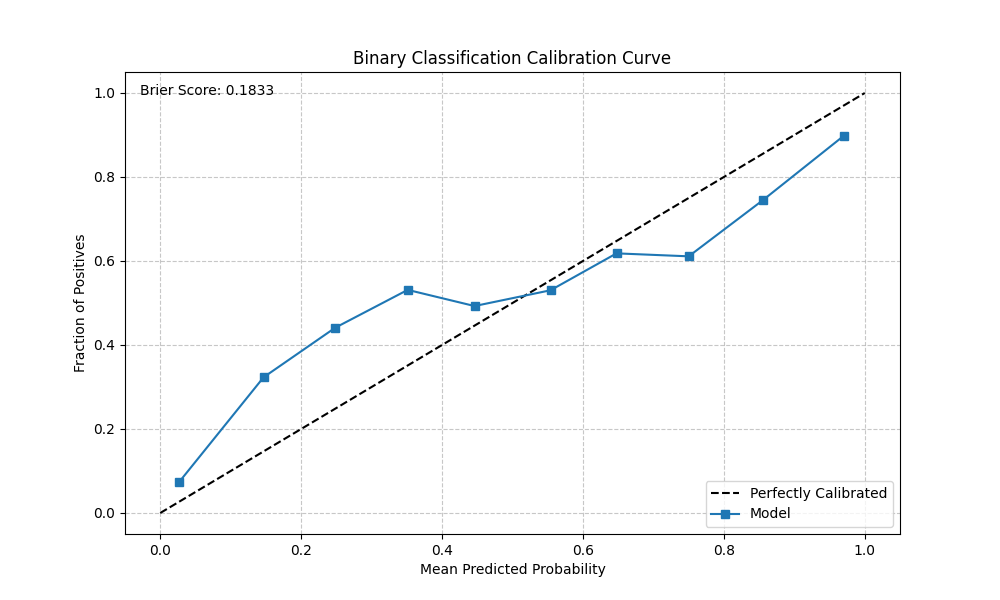 Binary Classification Calibration Curve
Brier Score: 0.1833
Fraction of Positives
1.0
0.8
0.6
0.4
0.2
0.0
Perfectly Calibrated
Model
0.0 0.2 0.4 0.6 0.8 1.0
Mean Predicted Probability